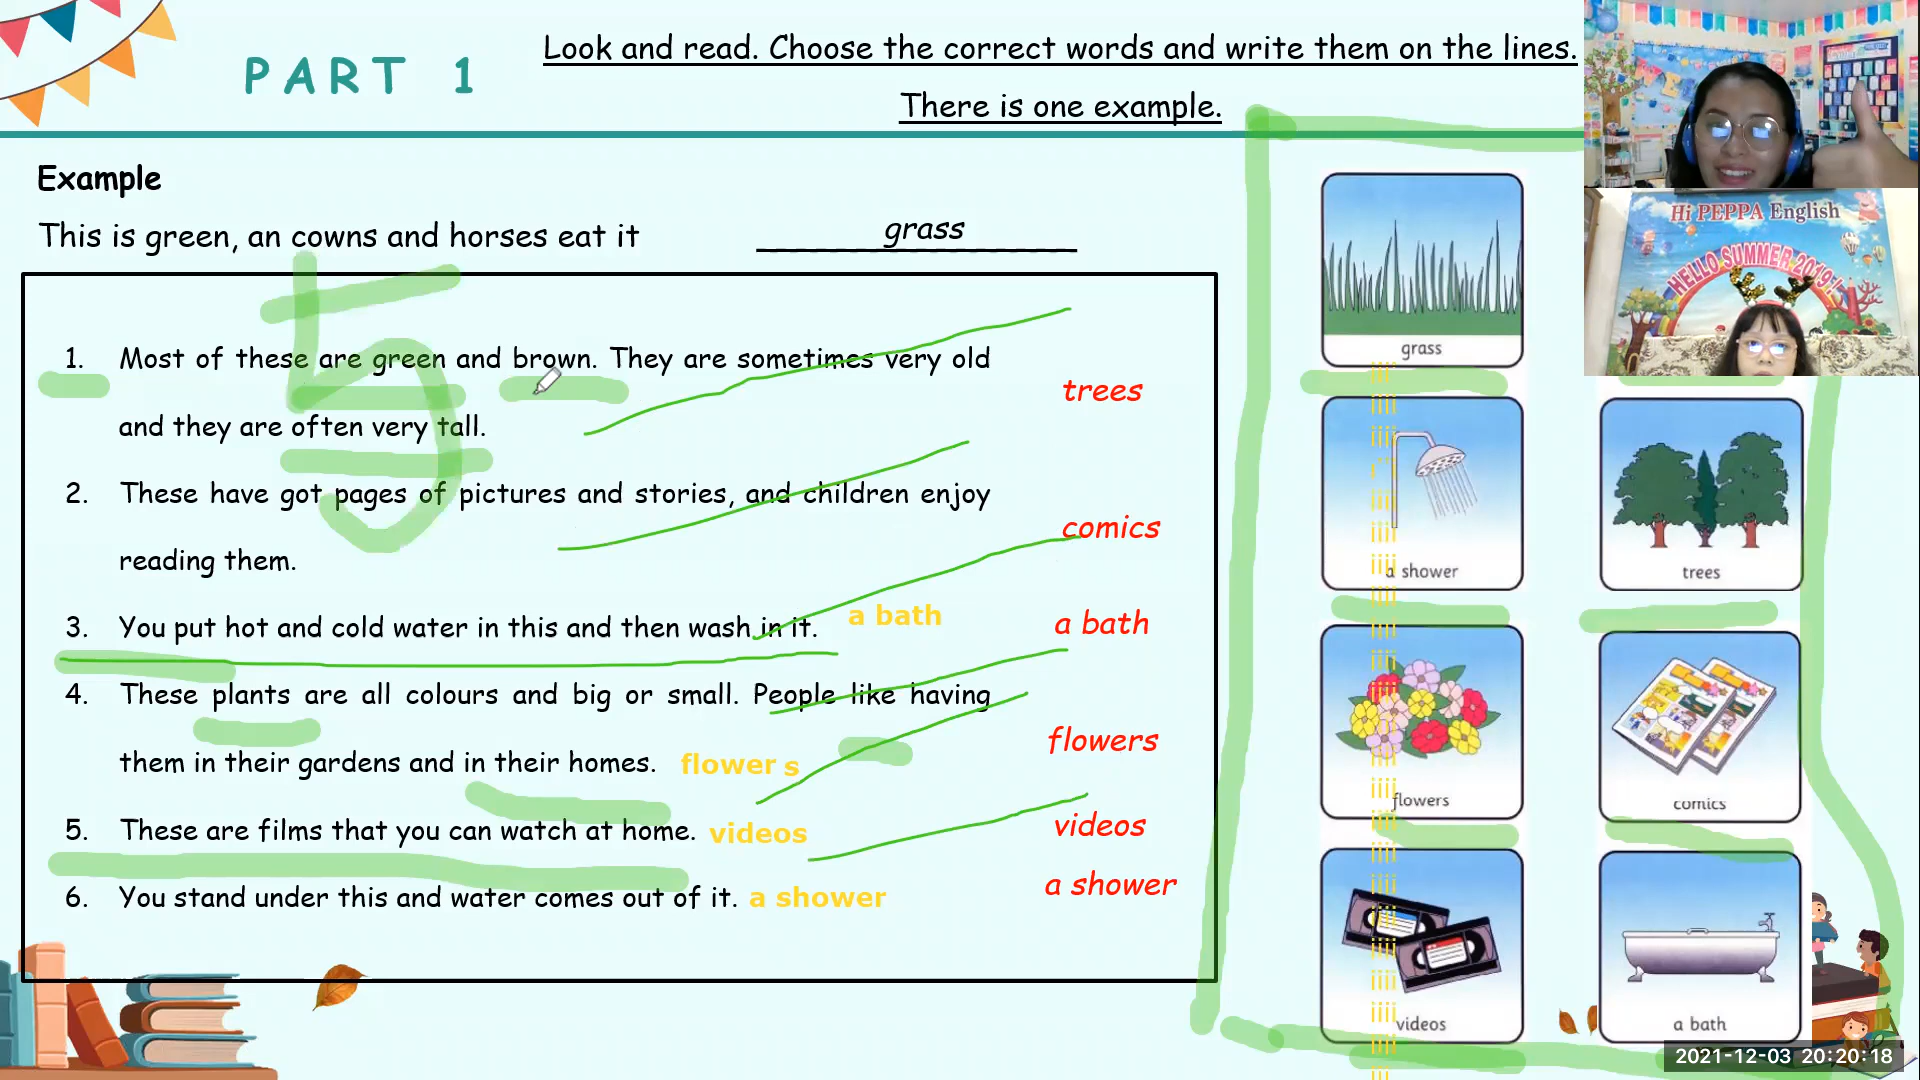 PART 1
Look and read. Choose the correct words and write them on the lines.
There is one example.
Example
This is green, an cowns and horses eat it
grass
1. Most of these are green and brown. They are sometimes very old
and they are often very tall.
trees
2. These have got pages of pictures and stories, and children enjoy
reading them.
comics
3. You put hot and cold water in this and then wash in it.
a bath
a bath
4. These plants are all colours and big or small. People like having
them in their gardens and in their homes.
flower s
flowers
5. These are films that you can watch at home.
videos
videos
6. You stand under this and water comes out of it.
a shower
a shower
5
grass
a shower
trees
flowers
comics
videos
a bath
Hi PEPPA English
HELLO SUMMER 2019!
2021-12-03 20:20:18